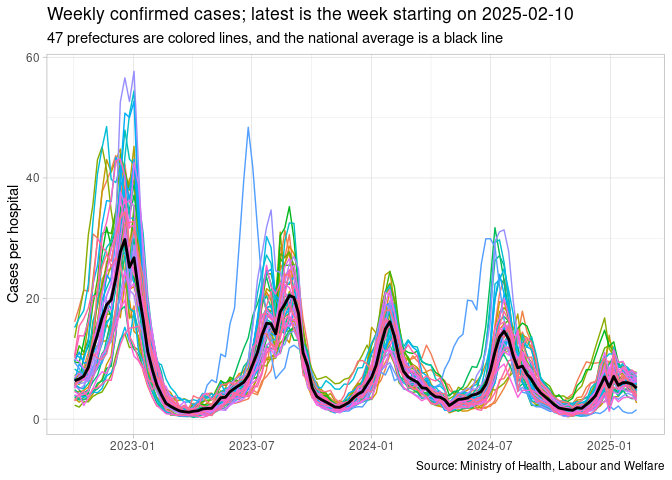 Weekly confirmed cases; latest is the week starting on 2025-02-10
47 prefectures are colored lines, and the national average is a black line
Cases per hospital
60
40
20
0
2023-01
2023-07
2024-01
2024-07
2025-01
Source: Ministry of Health, Labour and Welfare